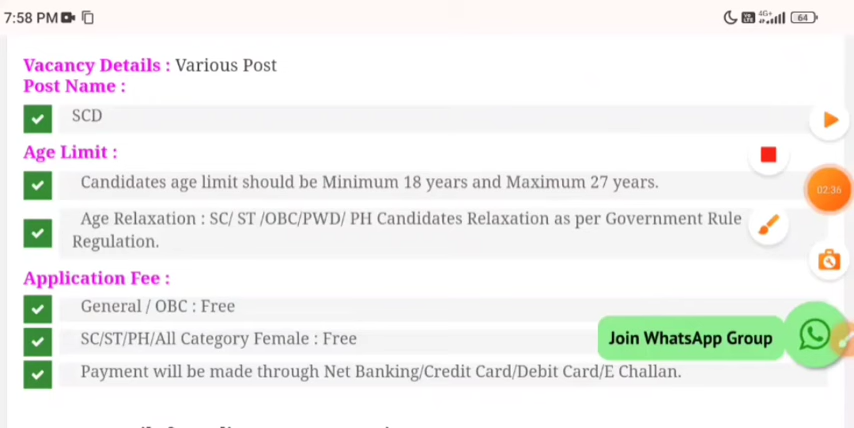 7:58 PM
4G+
64
Vacancy Details : Various Post
Post Name :
SCD
Age Limit :
Candidates age limit should be Minimum 18 years and Maximum 27 years.
02:36
Age Relaxation : SC/ ST /OBC/PWD/ PH Candidates Relaxation as per Government Rule
Regulation.
Application Fee :
General / OBC : Free
SC/ST/PH/All Category Female : Free
Join WhatsApp Group
Payment will be made through Net Banking/Credit Card/Debit Card/E Challan.